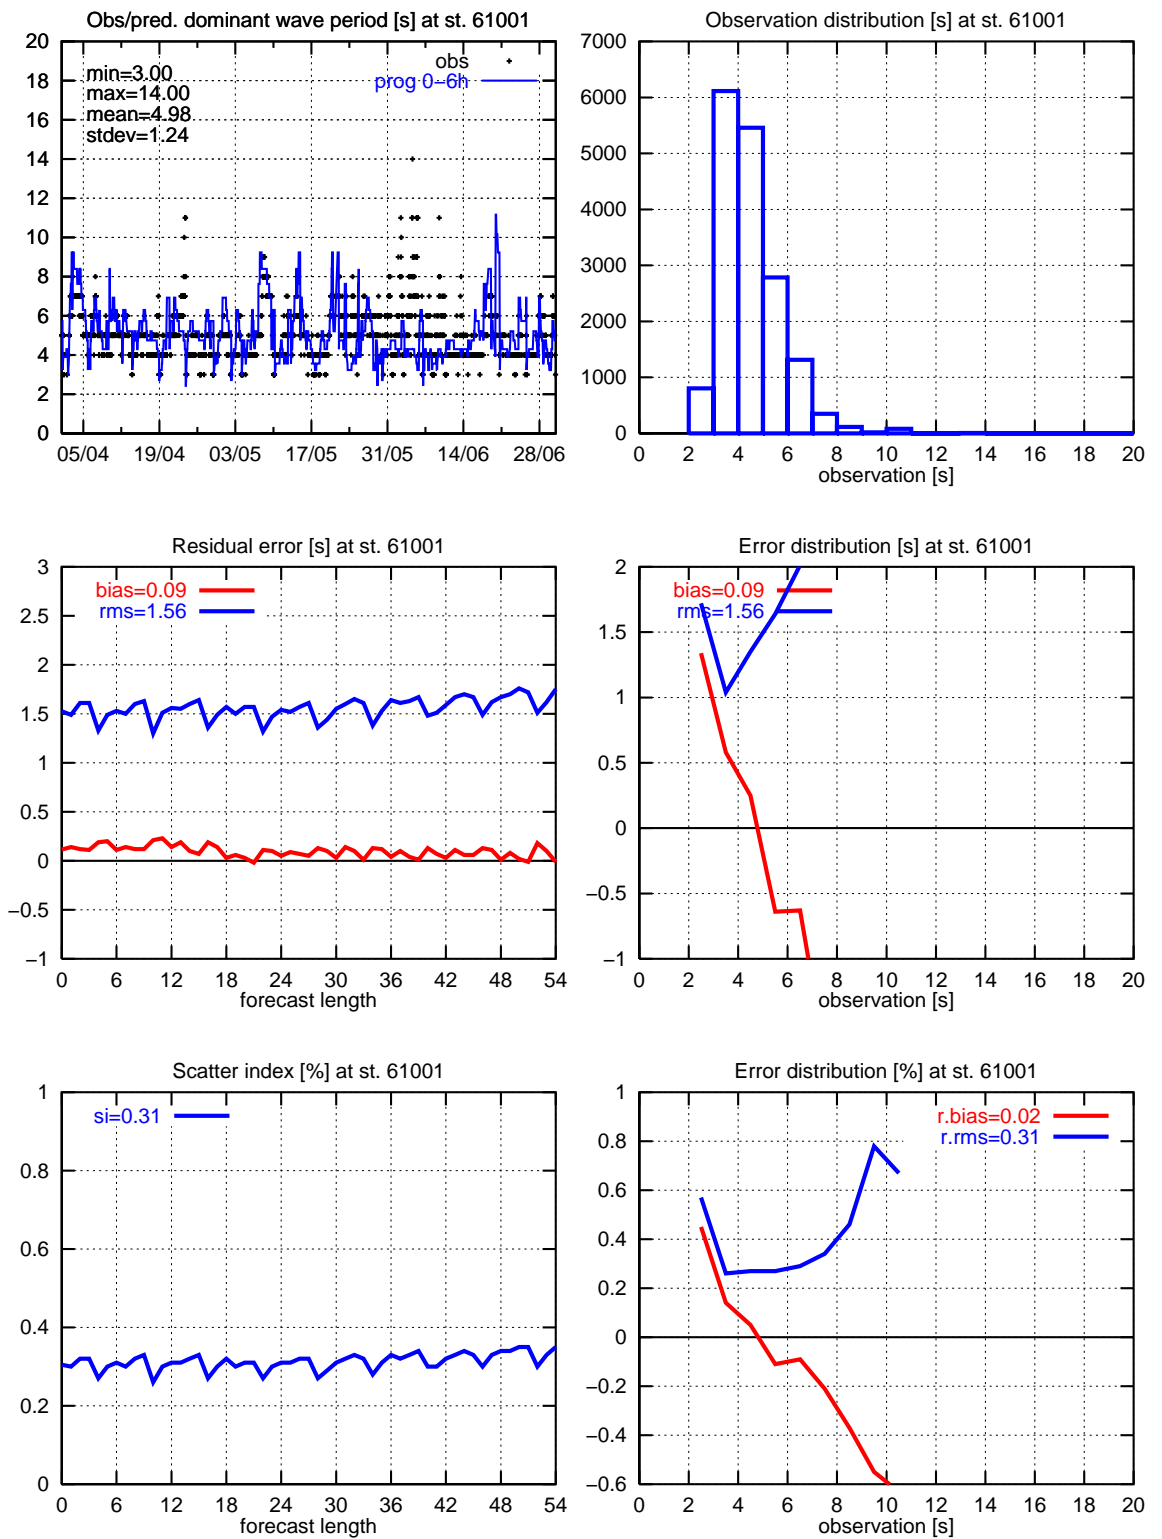 Obs/pred. dominant wave period [s] at st. 61001
20
18
16
14
12
10
8
6
4
2
0
min=3.00
max=14.00
mean=4.98
stdev=1.24
obs
prog 0−6h
05/04 19/04 03/05 17/05 31/05 14/06 28/06
Observation distribution [s] at st. 61001
7000
6000
5000
4000
3000
2000
1000
0
0 2 4 6 8 10 12 14 16 18 20
observation [s]
Residual error [s] at st. 61001
3
2.5
2
1.5
1
0.5
0
−0.5
−1
bias=0.09
rms=1.56
0 6 12 18 24 30 36 42 48 54
forecast length
Error distribution [s] at st. 61001
2
1.5
1
0.5
0
−0.5
−1
bias=0.09
rms=1.56
0 2 4 6 8 10 12 14 16 18 20
observation [s]
Scatter index [%] at st. 61001
1
0.8
0.6
0.4
0.2
0
si=0.31
0 6 12 18 24 30 36 42 48 54
forecast length
Error distribution [%] at st. 61001
1
0.8
0.6
0.4
0.2
0
−0.2
−0.4
−0.6
r.bias=0.02
r.rms=0.31
0 2 4 6 8 10 12 14 16 18 20
observation [s]